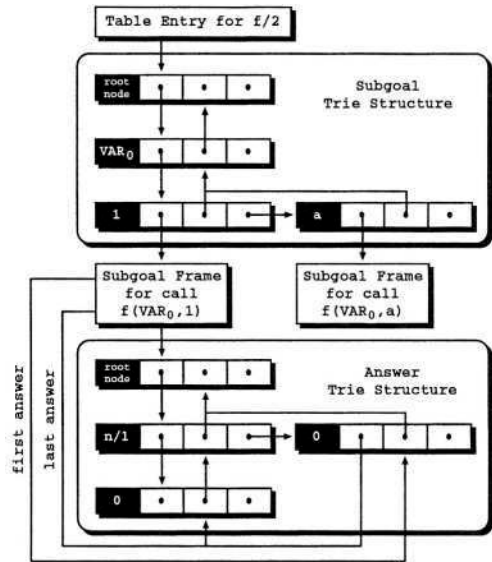 Table Entry for f/2
root
node
Subgoal
Trie Structure
VAR0
1
a
Subgoal Frame
for call
f(VAR0,1)
Subgoal Frame
for call
f(VAR0,a)
first answer
last answer
root
node
Answer
Trie Structure
n/1
0
0